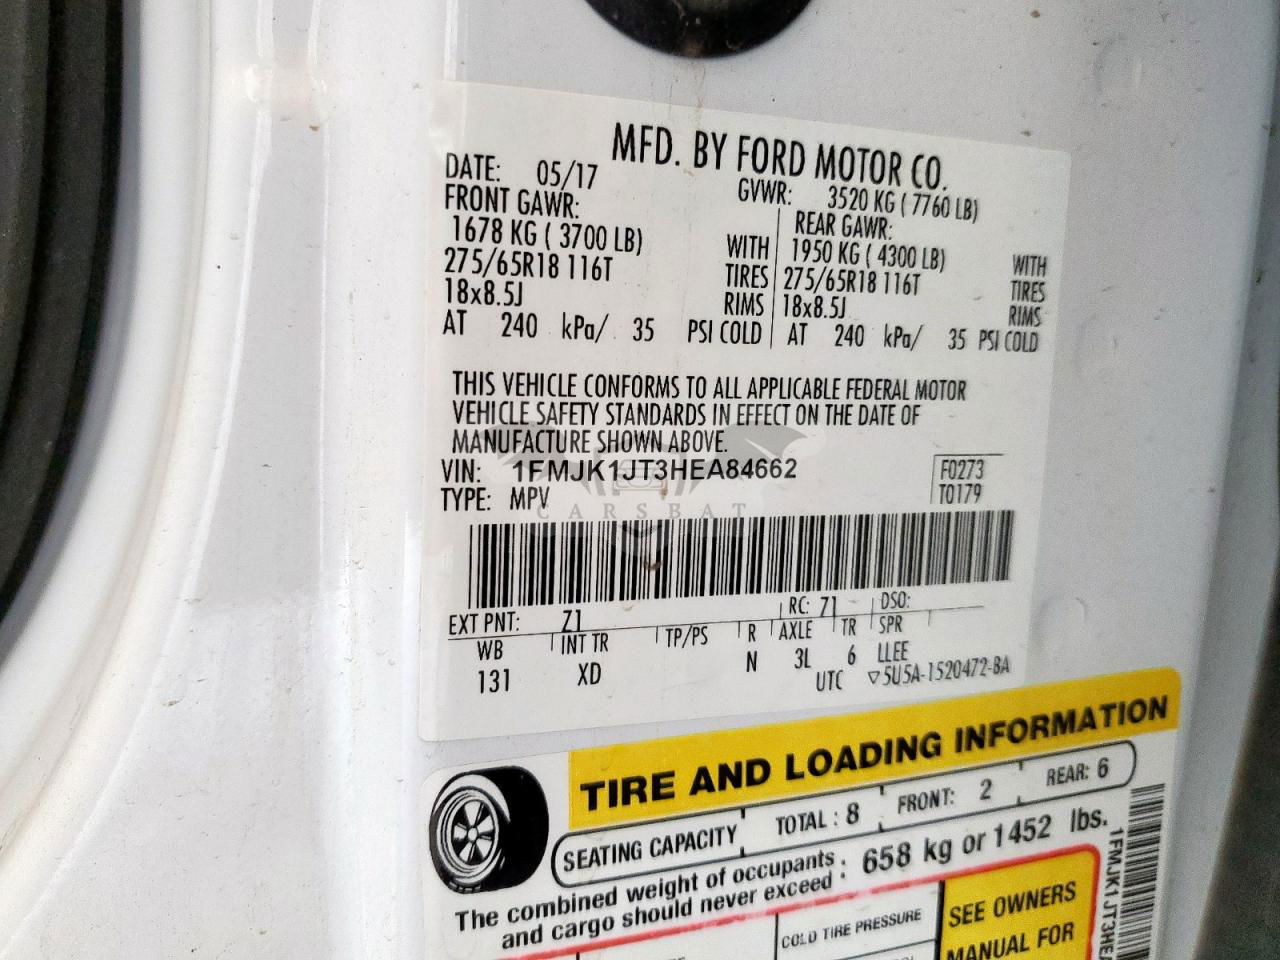 MFD. BY FORD MOTOR CO.
DATE: 05/17 GVWR: 3520 KG ( 7760 LB)
FRONT GAWR: REAR GAWR:
1678 KG ( 3700 LB) WITH 1950 KG ( 4300 LB) WITH
275/65R18 116T TIRES 275/65R18 116T TIRES
18x8.5J RIMS 18x8.5J RIMS
AT 240 kPa/ 35 PSI COLD AT 240 kPa/ 35 PSI COLD
THIS VEHICLE CONFORMS TO ALL APPLICABLE FEDERAL MOTOR
VEHICLE SAFETY STANDARDS IN EFFECT ON THE DATE OF
MANUFACTURE SHOWN ABOVE.
VIN: 1FMJK1JT3HEA84662 F0273
TYPE: MPV T0179
CARSBAT
EXT PNT: Z1 RC: 71 DSO:
WB INT TR TP/PS R AXLE TR SPR
131 XD N 3L 6 LLEE
UTC ▽5U5A-1520472-BA
TIRE AND LOADING INFORMATION
SEATING CAPACITY TOTAL : 8 FRONT: 2 REAR: 6
The combined weight of occupants
and cargo should never exceed : 658 kg or 1452 lbs.
COLD TIRE PRESSURE
SEE OWNERS
MANUAL FOR
1FMJK1JT3HEA